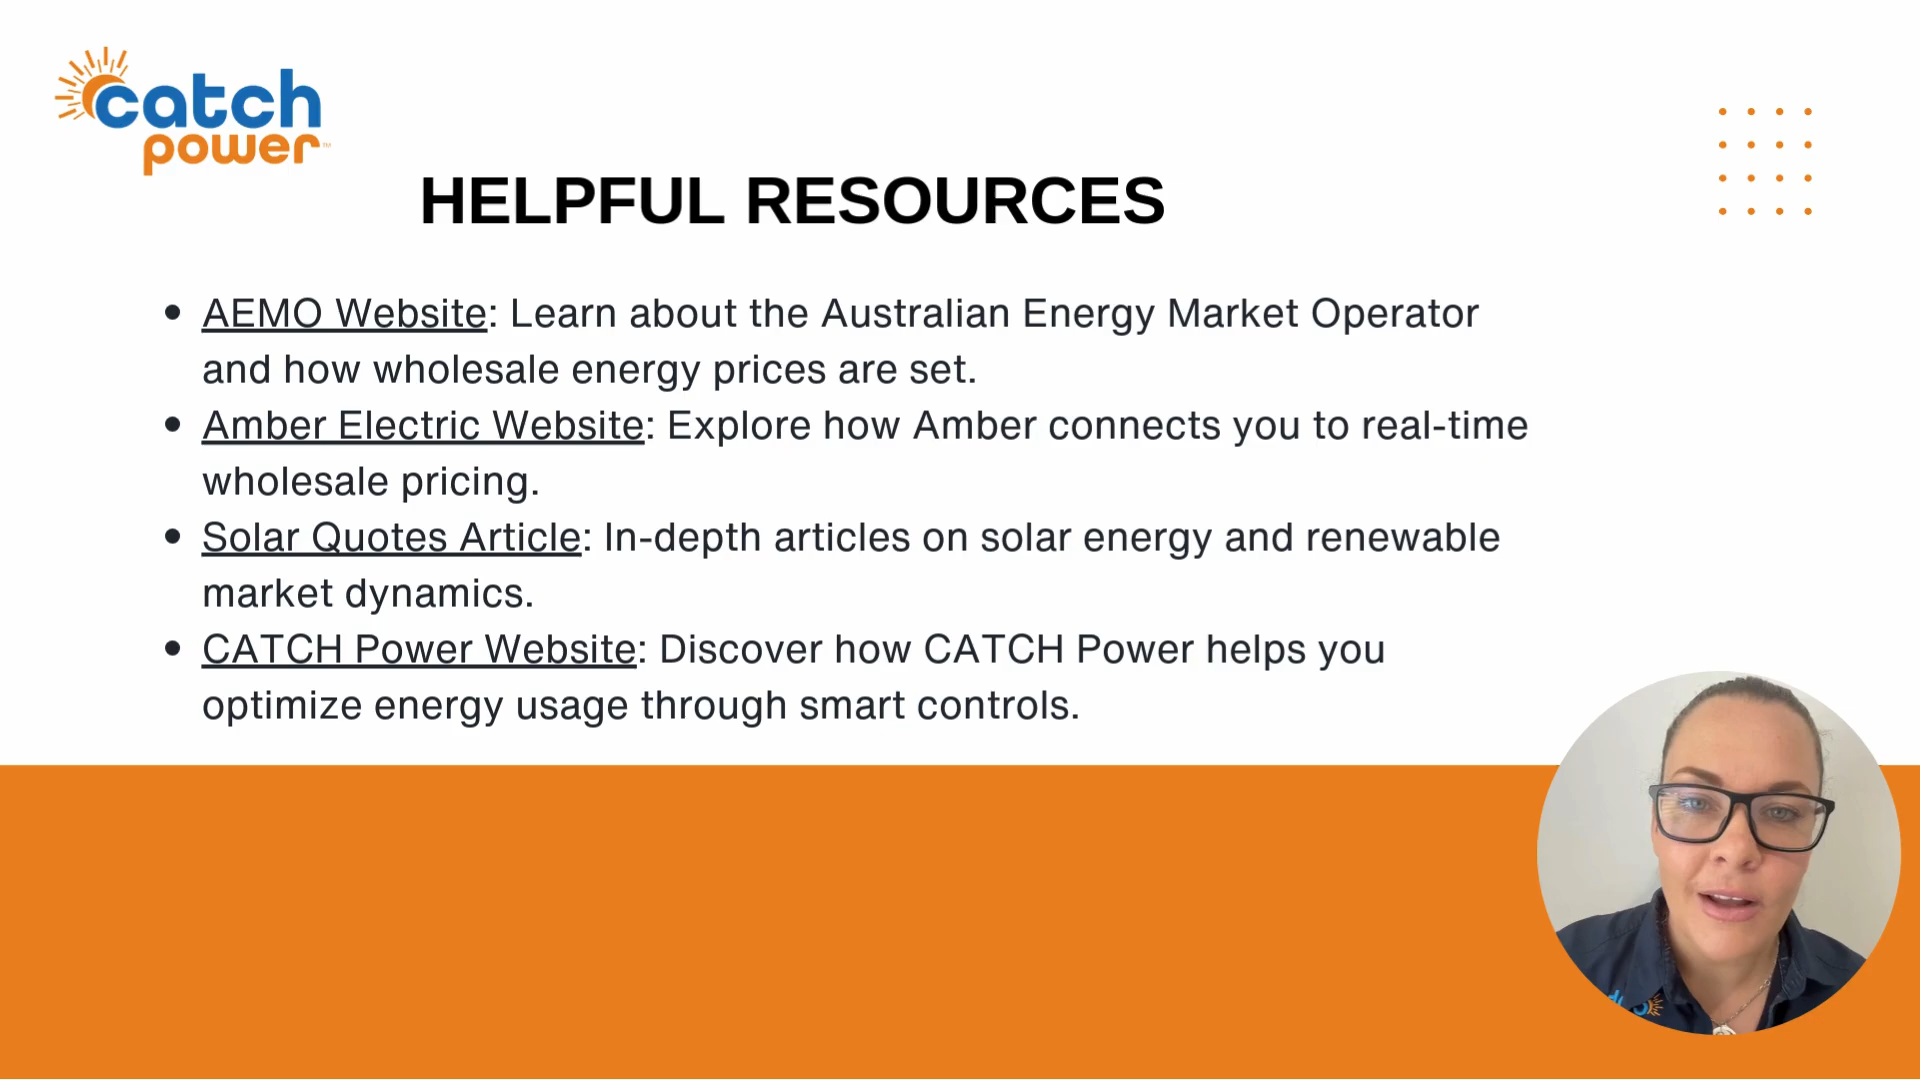 catch
power™
HELPFUL RESOURCES
• AEMO Website: Learn about the Australian Energy Market Operator
and how wholesale energy prices are set.
• Amber Electric Website: Explore how Amber connects you to real-time
wholesale pricing.
• Solar Quotes Article: In-depth articles on solar energy and renewable
market dynamics.
• CATCH Power Website: Discover how CATCH Power helps you
optimize energy usage through smart controls.